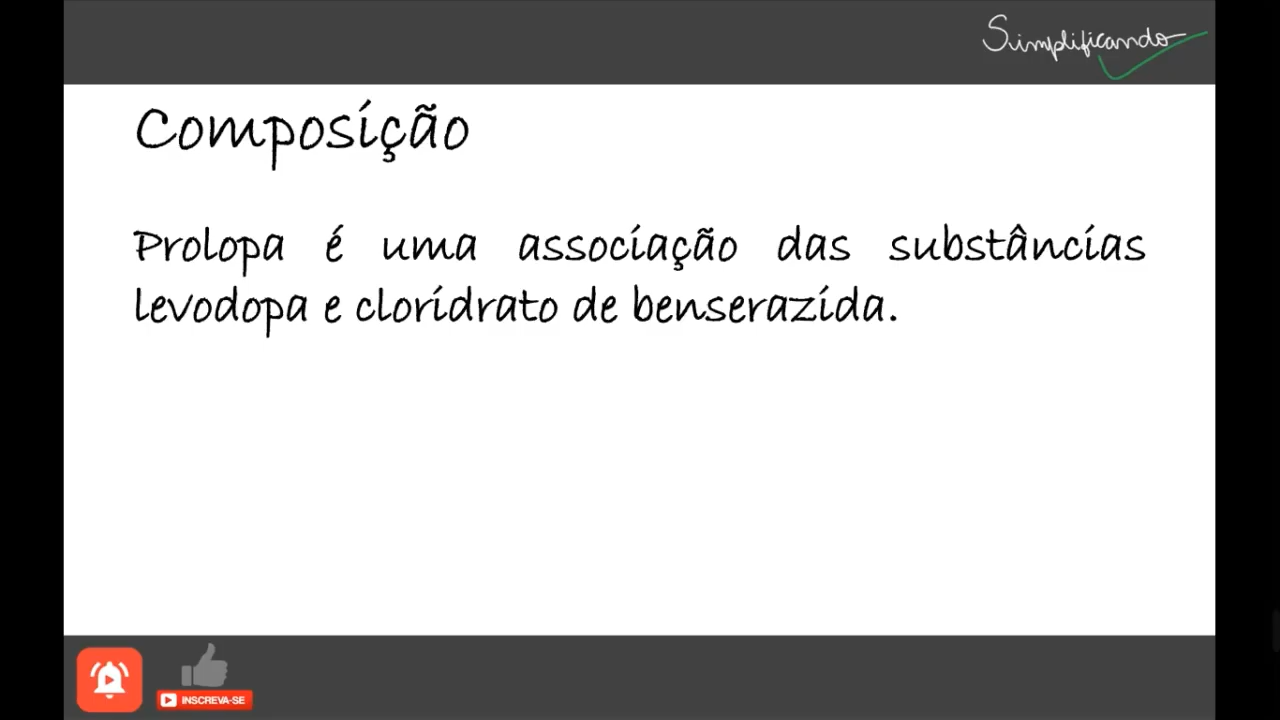 Simplificando
Composição
Prolopa é uma associação das substâncias
levodopa e cloridrato de benserazida.
INSCREVA-SE